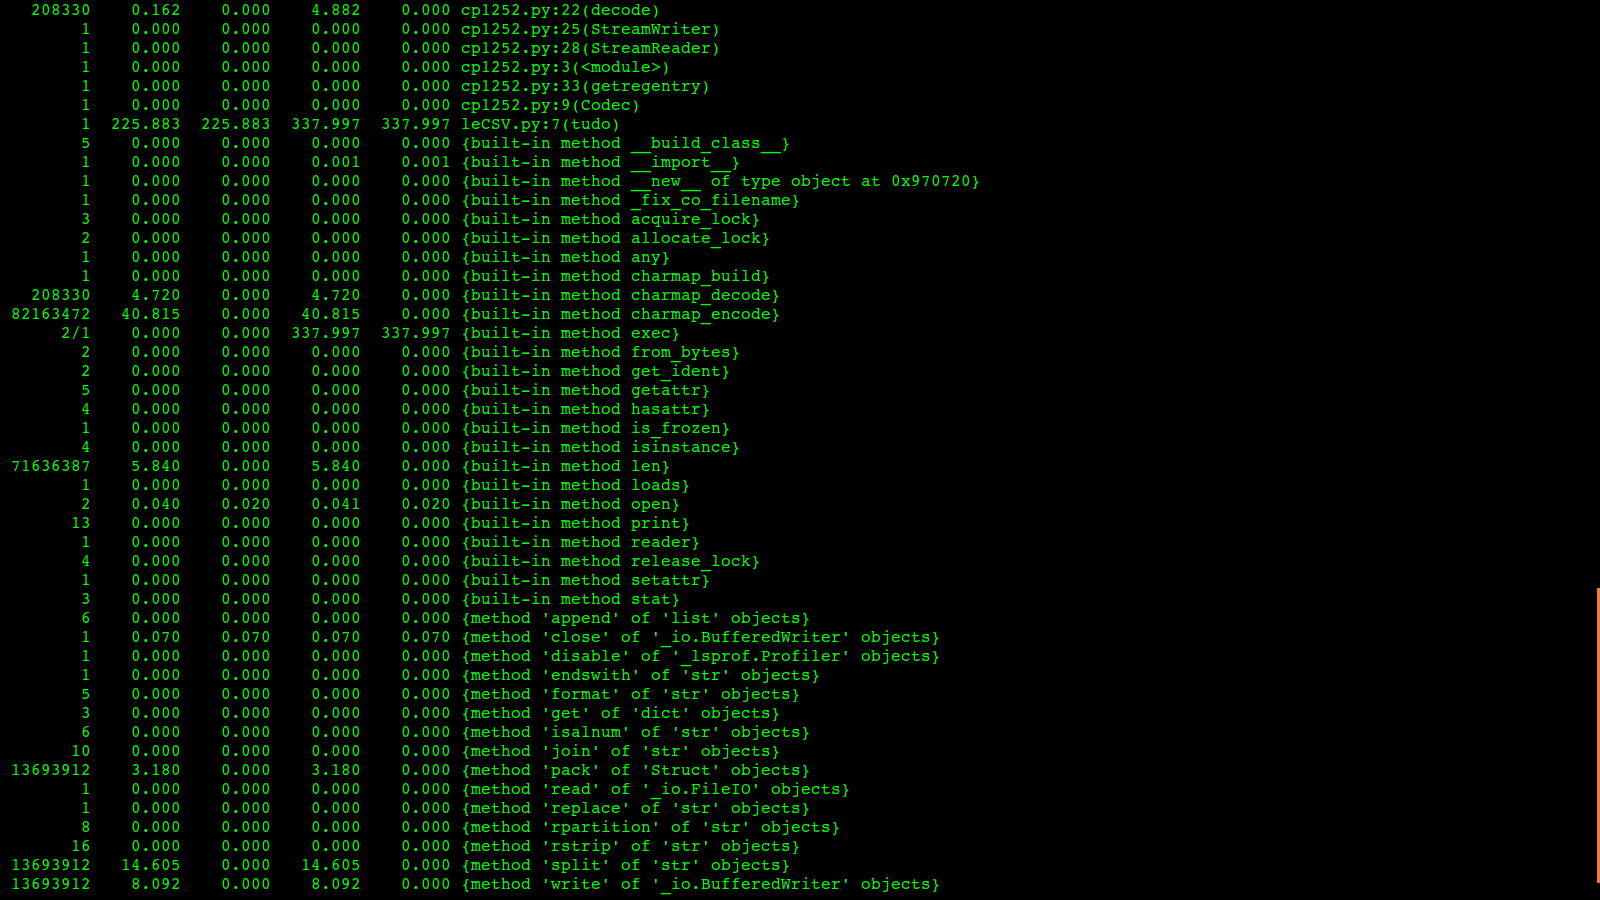 208330 0.162 0.000 4.882 0.000 cp1252.py:22(decode)
1 0.000 0.000 0.000 0.000 cp1252.py:25(StreamWriter)
1 0.000 0.000 0.000 0.000 cp1252.py:28(StreamReader)
1 0.000 0.000 0.000 0.000 cp1252.py:3(<module>)
1 0.000 0.000 0.000 0.000 cp1252.py:33(getregentry)
1 0.000 0.000 0.000 0.000 cp1252.py:9(Codec)
1 225.883 225.883 337.997 337.997 leCSV.py:7(tudo)
5 0.000 0.000 0.000 0.000 {built-in method __build_class__}
1 0.000 0.000 0.001 0.001 {built-in method __import__}
1 0.000 0.000 0.000 0.000 {built-in method __new__ of type object at 0x970720}
1 0.000 0.000 0.000 0.000 {built-in method _fix_co_filename}
3 0.000 0.000 0.000 0.000 {built-in method acquire_lock}
2 0.000 0.000 0.000 0.000 {built-in method allocate_lock}
1 0.000 0.000 0.000 0.000 {built-in method any}
1 0.000 0.000 0.000 0.000 {built-in method charmap_build}
208330 4.720 0.000 4.720 0.000 {built-in method charmap_decode}
82163472 40.815 0.000 40.815 0.000 {built-in method charmap_encode}
2/1 0.000 0.000 337.997 337.997 {built-in method exec}
2 0.000 0.000 0.000 0.000 {built-in method from_bytes}
2 0.000 0.000 0.000 0.000 {built-in method get_ident}
5 0.000 0.000 0.000 0.000 {built-in method getattr}
4 0.000 0.000 0.000 0.000 {built-in method hasattr}
1 0.000 0.000 0.000 0.000 {built-in method is_frozen}
4 0.000 0.000 0.000 0.000 {built-in method isinstance}
71636387 5.840 0.000 5.840 0.000 {built-in method len}
1 0.000 0.000 0.000 0.000 {built-in method loads}
2 0.040 0.020 0.041 0.020 {built-in method open}
13 0.000 0.000 0.000 0.000 {built-in method print}
1 0.000 0.000 0.000 0.000 {built-in method reader}
4 0.000 0.000 0.000 0.000 {built-in method release_lock}
1 0.000 0.000 0.000 0.000 {built-in method setattr}
3 0.000 0.000 0.000 0.000 {built-in method stat}
6 0.000 0.000 0.000 0.000 {method 'append' of 'list' objects}
1 0.070 0.070 0.070 0.070 {method 'close' of '_io.BufferedWriter' objects}
1 0.000 0.000 0.000 0.000 {method 'disable' of '_lsprof.Profiler' objects}
1 0.000 0.000 0.000 0.000 {method 'endswith' of 'str' objects}
5 0.000 0.000 0.000 0.000 {method 'format' of 'str' objects}
3 0.000 0.000 0.000 0.000 {method 'get' of 'dict' objects}
6 0.000 0.000 0.000 0.000 {method 'isalnum' of 'str' objects}
10 0.000 0.000 0.000 0.000 {method 'join' of 'str' objects}
13693912 3.180 0.000 3.180 0.000 {method 'pack' of 'Struct' objects}
1 0.000 0.000 0.000 0.000 {method 'read' of '_io.FileIO' objects}
1 0.000 0.000 0.000 0.000 {method 'replace' of 'str' objects}
8 0.000 0.000 0.000 0.000 {method 'rpartition' of 'str' objects}
16 0.000 0.000 0.000 0.000 {method 'rstrip' of 'str' objects}
13693912 14.605 0.000 14.605 0.000 {method 'split' of 'str' objects}
13693912 8.092 0.000 8.092 0.000 {method 'write' of '_io.BufferedWriter' objects}